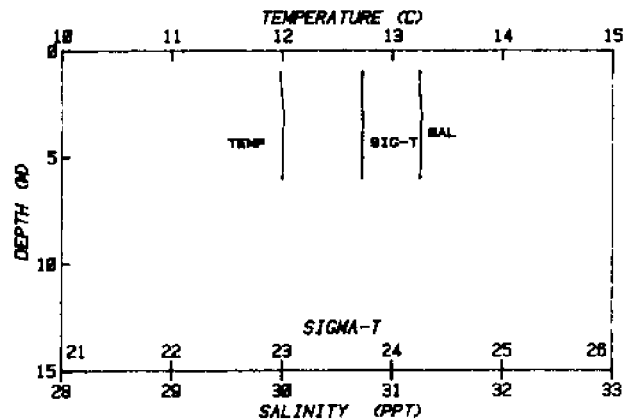 TEMPERATURE (C)
10 11 12 13 14 15
0
TEMP SIG-T SAL
5
DEPTH (M)
10
SIGMA-T
21 22 23 24 25 26
15
28 29 30 31 32 33
SALINITY (PPT)